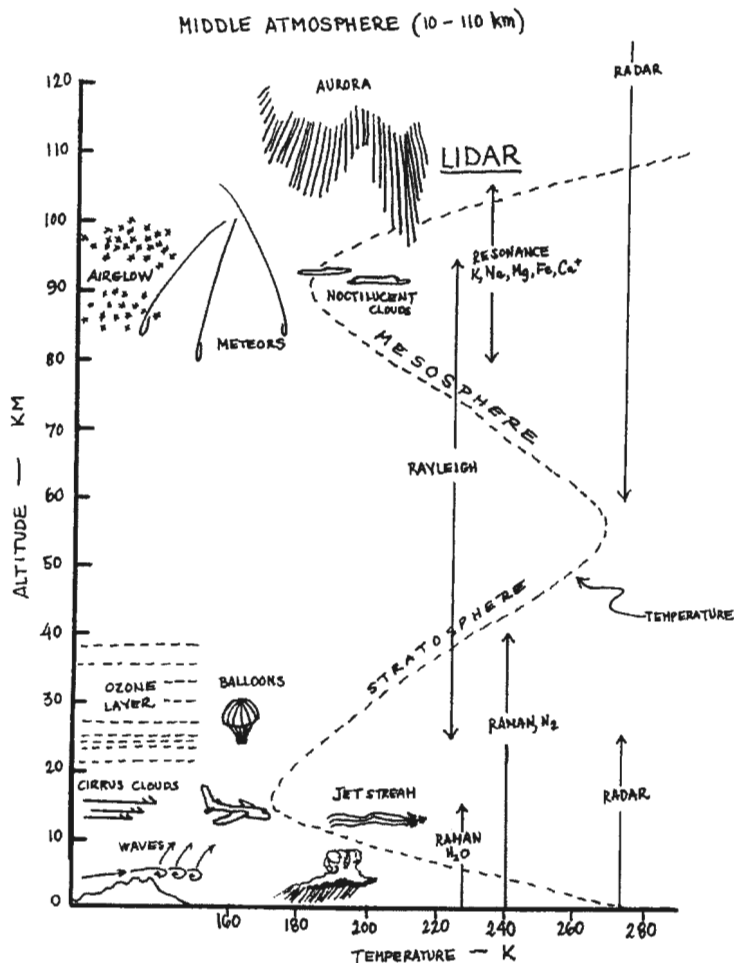 MIDDLE ATMOSPHERE (10 - 110 km)
120
110
100
90
80
70
60
50
40
30
20
10
0
ALTITUDE — KM
AURORA
RADAR
LIDAR
AIRGLOW
METEORS
NOCTILUCENT
CLOUDS
RESONANCE
K, Na, Mg, Fe, Ca+
MESOSPHERE
RAYLEIGH
STRATOSPHERE
TEMPERATURE
OZONE
LAYER
BALLOONS
RAMAN, N2
CIRRUS CLOUDS
JET STREAM
RADAR
WAVES
RAMAN
H2O
160
180
200
220
240
260
280
TEMPERATURE — K